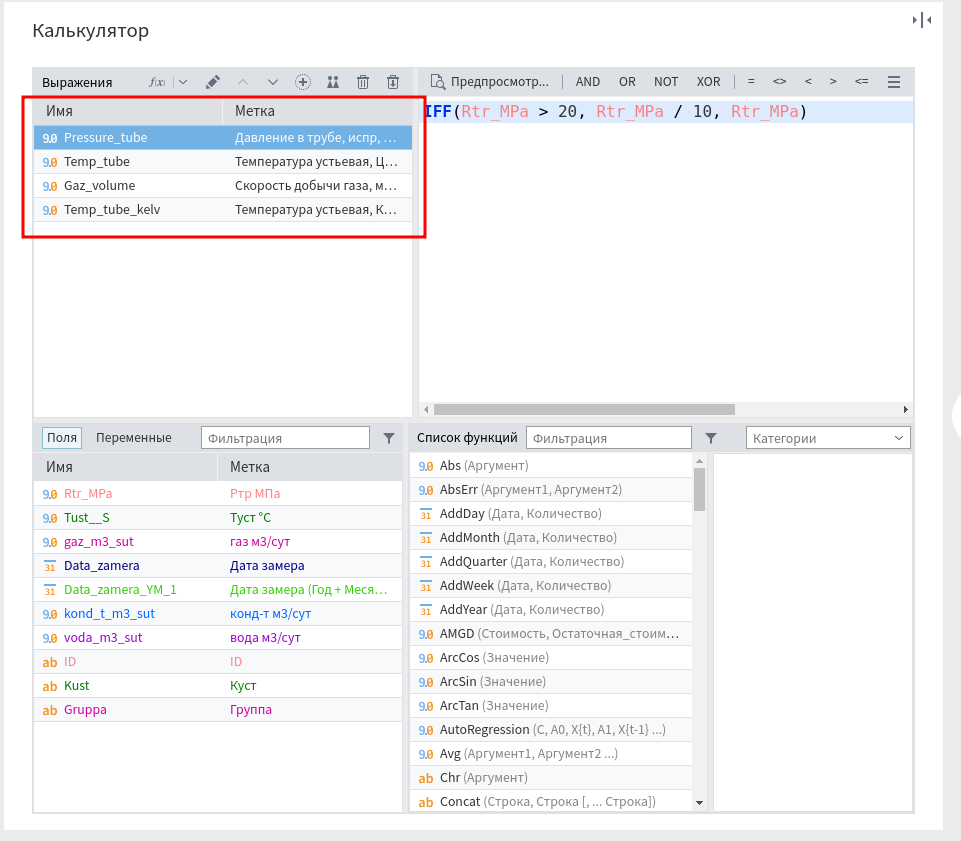 Калькулятор
Выражения f(x) Предпросмотр... AND OR NOT XOR = <> < > <=
Имя Метка
IFF(Rtr_MPa > 20, Rtr_MPa / 10, Rtr_MPa)
9.0 Pressure_tube Давление в трубе, испр, ...
9.0 Temp_tube Температура устьевая, Ц...
9.0 Gaz_volume Скорость добычи газа, м...
9.0 Temp_tube_kelv Температура устьевая, К...
Поля Переменные Фильтрация
Имя Метка
9.0 Rtr_MPa Ртр МПа
9.0 Tust__S Туст °С
9.0 gaz_m3_sut газ м3/сут
31 Data_zamera Дата замера
31 Data_zamera_YM_1 Дата замера (Год + Меся...
9.0 kond_t_m3_sut конд-т м3/сут
9.0 voda_m3_sut вода м3/сут
ab ID ID
ab Kust Куст
ab Gruppa Группа
Список функций Фильтрация Категории
9.0 Abs (Аргумент)
9.0 AbsErr (Аргумент1, Аргумент2)
31 AddDay (Дата, Количество)
31 AddMonth (Дата, Количество)
31 AddQuarter (Дата, Количество)
31 AddWeek (Дата, Количество)
31 AddYear (Дата, Количество)
9.0 AMGD (Стоимость, Остаточная_стоим...
9.0 ArcCos (Значение)
9.0 ArcSin (Значение)
9.0 ArcTan (Значение)
9.0 AutoRegression (C, A0, X{t}, A1, X{t-1} ...)
9.0 Avg (Аргумент1, Аргумент2 ...)
ab Chr (Аргумент)
ab Concat (Строка, Строка [, ... Строка])